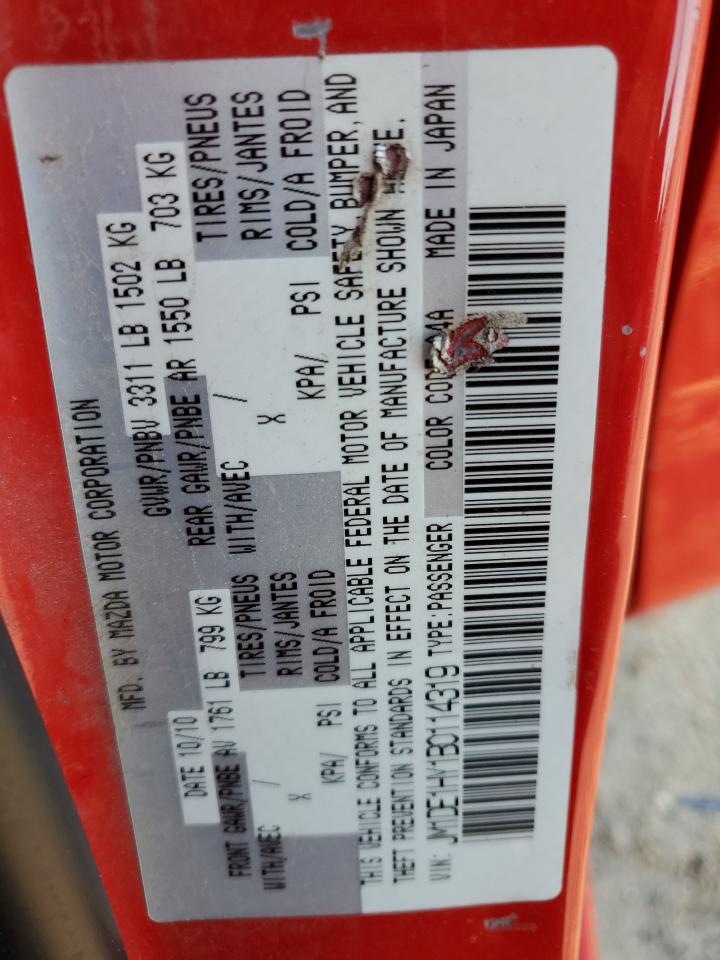 MFD. BY MAZDA MOTOR CORPORATION
DATE 10/10 GVWR/PNBV 3311 LB 1502 KG
FRONT GAWR/PNBE AV 1761 LB 799 KG REAR GAWR/PNBE AR 1550 LB 703 KG
WITH/AVEC / TIRES/PNEUS WITH/AVEC / TIRES/PNEUS
X RIMS/JANTES X RIMS/JANTES
KPA/ PSI COLD/A FROID KPA/ PSI COLD/A FROID
THIS VEHICLE CONFORMS TO ALL APPLICABLE FEDERAL MOTOR VEHICLE SAFETY, BUMPER, AND
THEFT PREVENTION STANDARDS IN EFFECT ON THE DATE OF MANUFACTURE SHOWN
VIN: JM1DE1HY1B0114319 TYPE:PASSENGER COLOR MADE IN JAPAN